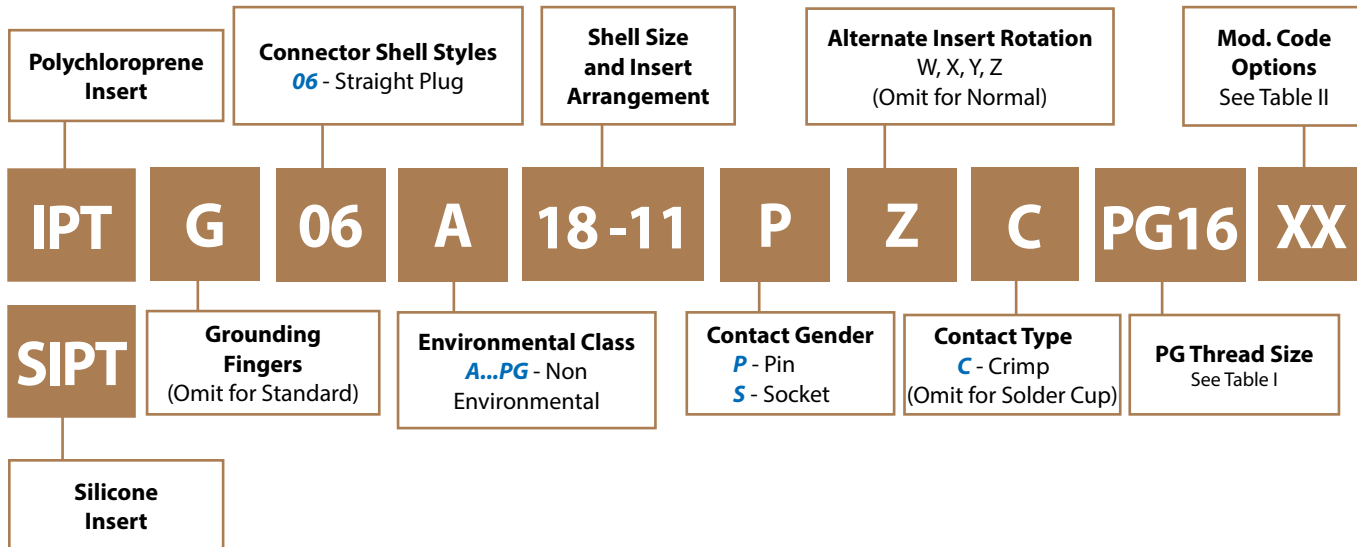 Polychloroprene
Insert
Connector Shell Styles
06 - Straight Plug
Shell Size
and Insert
Arrangement
Alternate Insert Rotation
W, X, Y, Z
(Omit for Normal)
Mod. Code
Options
See Table II
IPT
G
06
A
18 -11
P
Z
C
PG16
XX
SIPT
Grounding
Fingers
(Omit for Standard)
Environmental Class
A...PG - Non
Environmental
Contact Gender
P - Pin
S - Socket
Contact Type
C - Crimp
(Omit for Solder Cup)
PG Thread Size
See Table I
Silicone
Insert